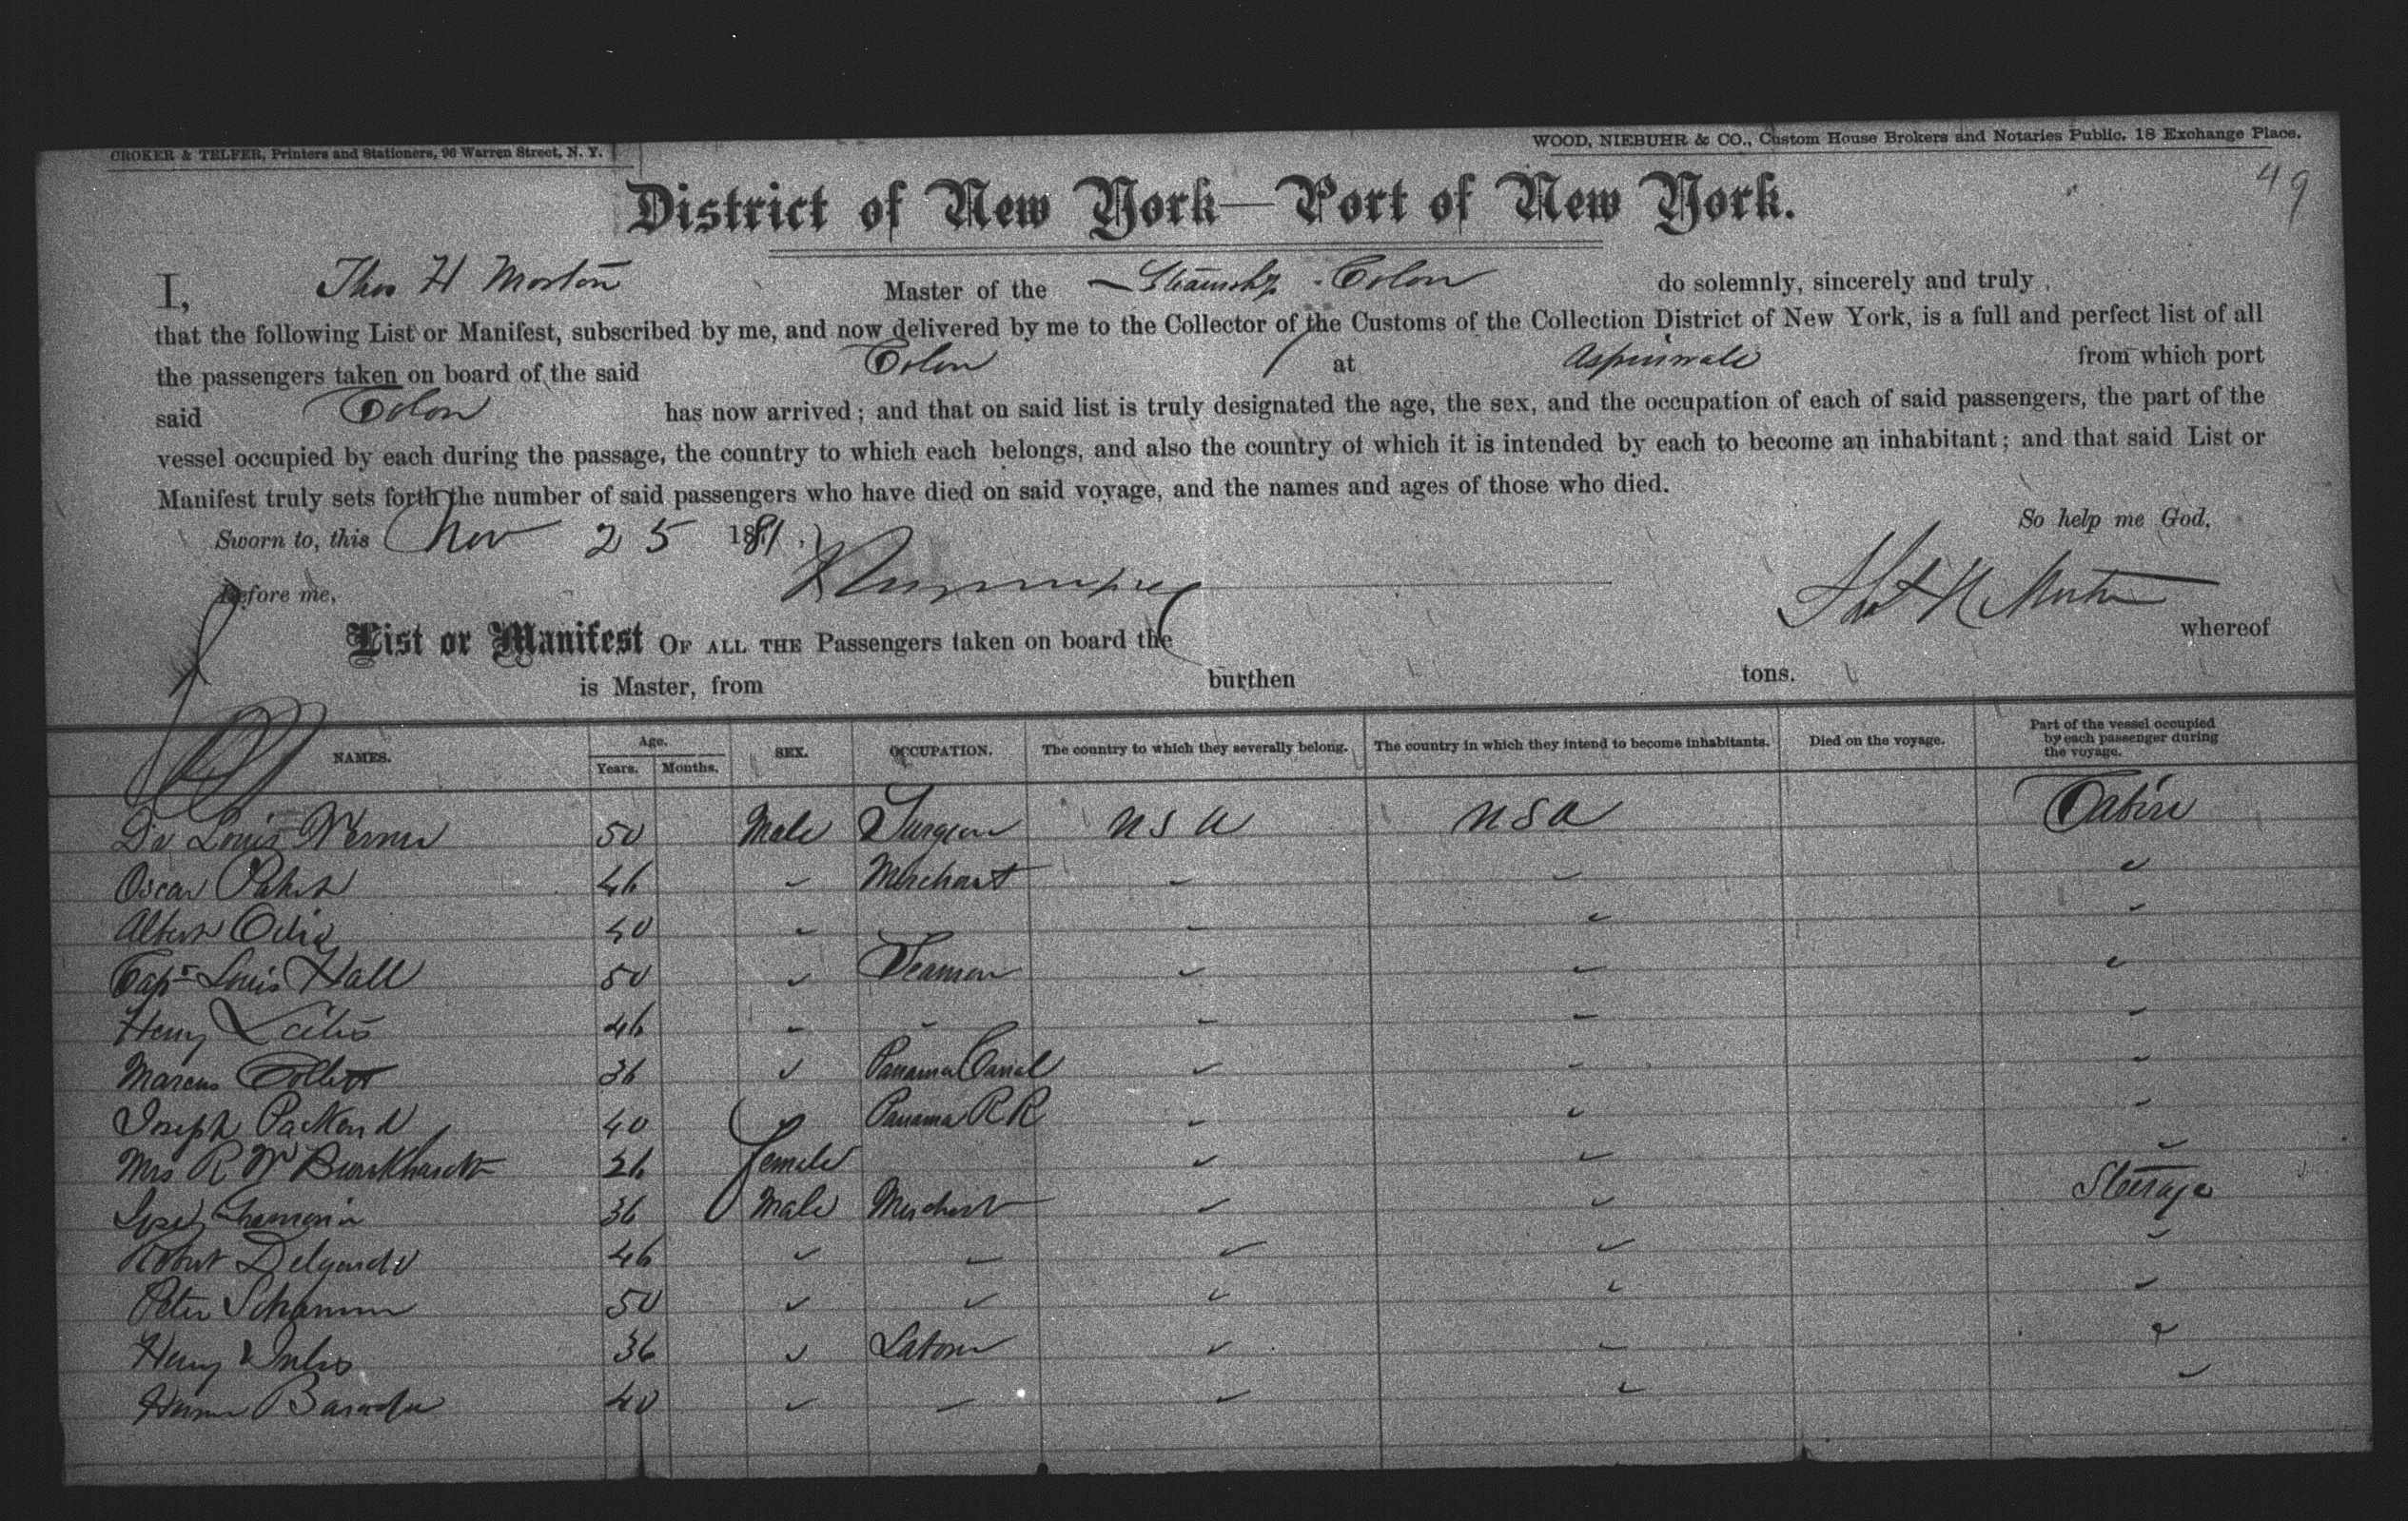 CROKER & TELFER, Printers and Stationers, 96 Warren Street, N. Y.
WOOD, NIEBUHR & CO., Custom House Brokers and Notaries Public, 18 Exchange Place.
49
District of New York—Port of New York.
I, Thos H Morton Master of the Steamship Colon do solemnly, sincerely and truly
that the following List or Manifest, subscribed by me, and now delivered by me to the Collector of the Customs of the Collection District of New York, is a full and perfect list of all
the passengers taken on board of the said Colon at Aspinwall from which port
said Colon has now arrived; and that on said list is truly designated the age, the sex, and the occupation of each of said passengers, the part of the
vessel occupied by each during the passage, the country to which each belongs, and also the country of which it is intended by each to become an inhabitant; and that said List or
Manifest truly sets forth the number of said passengers who have died on said voyage, and the names and ages of those who died.
So help me God,
Sworn to, this Nov 25 1881.
Before me,
Thos H Morton
List or Manifest OF ALL THE Passengers taken on board the whereof
is Master, from burthen tons.
NAMES. Age. Years. Months. SEX. OCCUPATION. The country to which they severally belong. The country in which they intend to become inhabitants. Died on the voyage. Part of the vessel occupied by each passenger during the voyage.
Dr Louis Werner 50 Male Surgeon U S A U S A Cabin
Oscar 46 " Merchant " " "
Albert 40 " " " "
Capt Louis Hall 50 " Seaman " " "
Henry 46 " " " " "
Marcus Collett 36 " Panama Canal " " "
Joseph Packard 40 " Panama R R " " "
Mrs R W Burkhardt 26 Female " " "
36 Male Merchant " " Steerage
Robert Delgardo 46 " " " " "
Peter Schamm 50 " " " " "
Henry 36 " Labor " " "
40 " " " " "